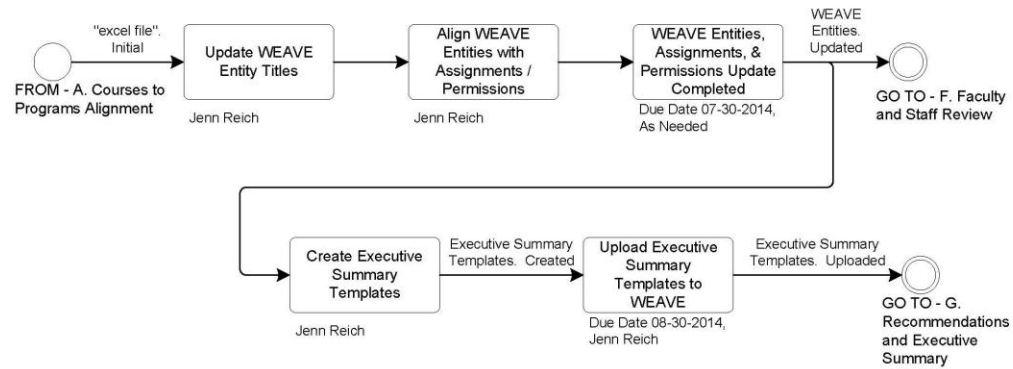 "excel file".
Initial
FROM - A. Courses to
Programs Alignment
Update WEAVE
Entity Titles
Jenn Reich
Align WEAVE
Entities with
Assignments /
Permissions
Jenn Reich
WEAVE Entities,
Assignments, &
Permissions Update
Completed
Due Date 07-30-2014,
As Needed
WEAVE
Entities.
Updated
GO TO - F. Faculty
and Staff Review
Create Executive
Summary
Templates
Jenn Reich
Executive Summary
Templates.  Created
Upload Executive
Summary
Templates to
WEAVE
Due Date 08-30-2014,
Jenn Reich
Executive Summary
Templates.  Uploaded
GO TO - G.
Recommendations
and Executive
Summary